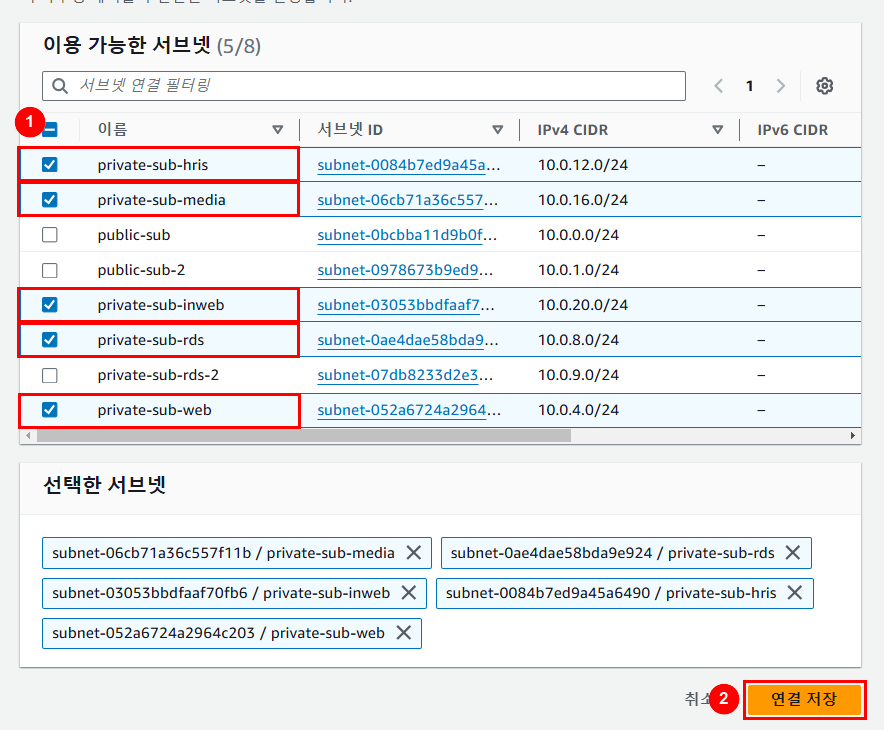 이용 가능한 서브넷 (5/8)
서브넷 연결 필터링
1
1
이름 서브넷 ID IPv4 CIDR IPv6 CIDR
private-sub-hris subnet-0084b7ed9a45a... 10.0.12.0/24 –
private-sub-media subnet-06cb71a36c557... 10.0.16.0/24 –
public-sub subnet-0bcbba11d9b0f... 10.0.0.0/24 –
public-sub-2 subnet-0978673b9ed9... 10.0.1.0/24 –
private-sub-inweb subnet-03053bbdfaaf7... 10.0.20.0/24 –
private-sub-rds subnet-0ae4dae58bda9... 10.0.8.0/24 –
private-sub-rds-2 subnet-07db8233d2e3... 10.0.9.0/24 –
private-sub-web subnet-052a6724a2964... 10.0.4.0/24 –
선택한 서브넷
subnet-06cb71a36c557f11b / private-sub-media subnet-0ae4dae58bda9e924 / private-sub-rds
subnet-03053bbdfaaf70fb6 / private-sub-inweb subnet-0084b7ed9a45a6490 / private-sub-hris
subnet-052a6724a2964c203 / private-sub-web
취소 2 연결 저장